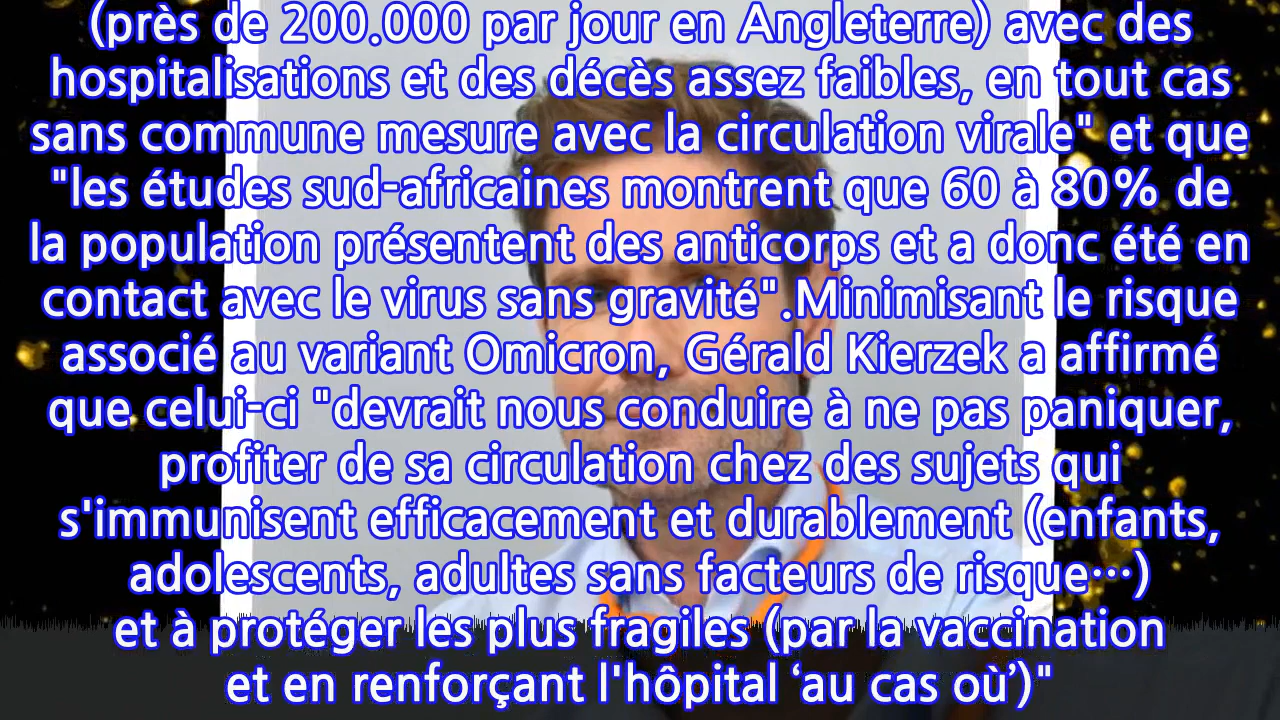 (près de 200.000 par jour en Angleterre) avec des
hospitalisations et des décès assez faibles, en tout cas
sans commune mesure avec la circulation virale" et que
"les études sud-africaines montrent que 60 à 80% de
la population présentent des anticorps et a donc été en
contact avec le virus sans gravité".Minimisant le risque
associé au variant Omicron, Gérald Kierzek a affirmé
que celui-ci "devrait nous conduire à ne pas paniquer,
profiter de sa circulation chez des sujets qui
s'immunisent efficacement et durablement (enfants,
adolescents, adultes sans facteurs de risque…)
et à protéger les plus fragiles (par la vaccination
et en renforçant l'hôpital ‘au cas où’)"